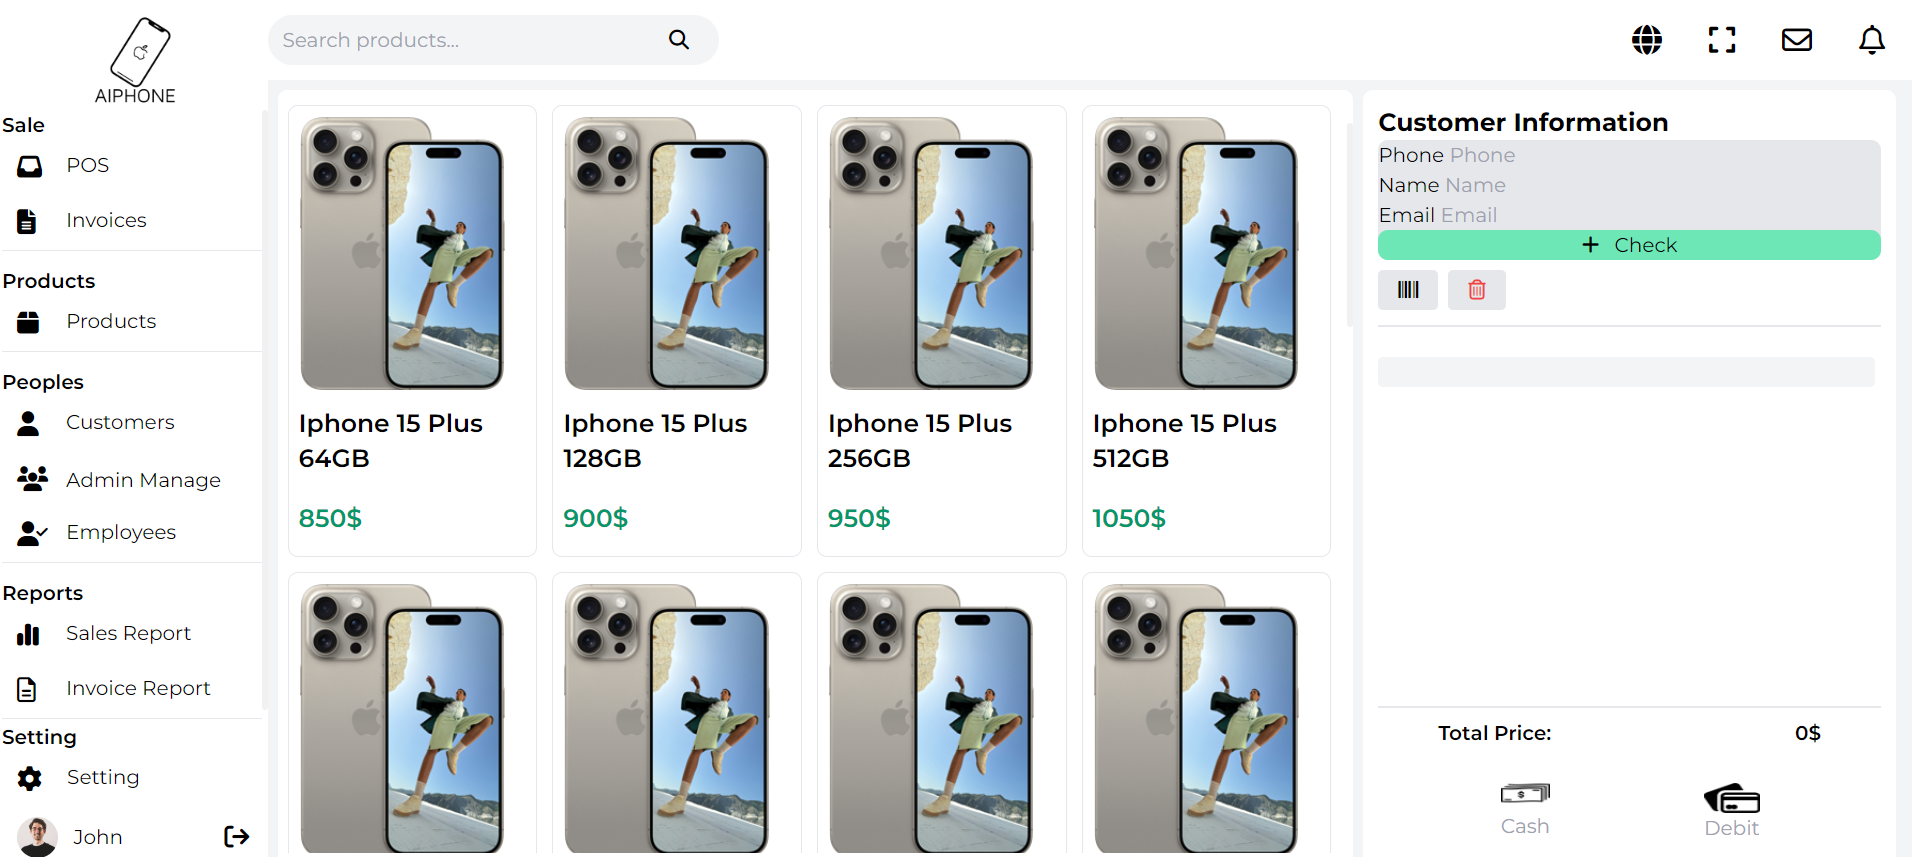 AIPHONE
Sale
POS
Invoices
Products
Products
Peoples
Customers
Admin Manage
Employees
Reports
Sales Report
Invoice Report
Setting
Setting
John
Search products...
Iphone 15 Plus
64GB
850$
Iphone 15 Plus
128GB
900$
Iphone 15 Plus
256GB
950$
Iphone 15 Plus
512GB
1050$
Customer Information
Phone Phone
Name Name
Email Email
+ Check
Total Price: 0$
Cash
Debit